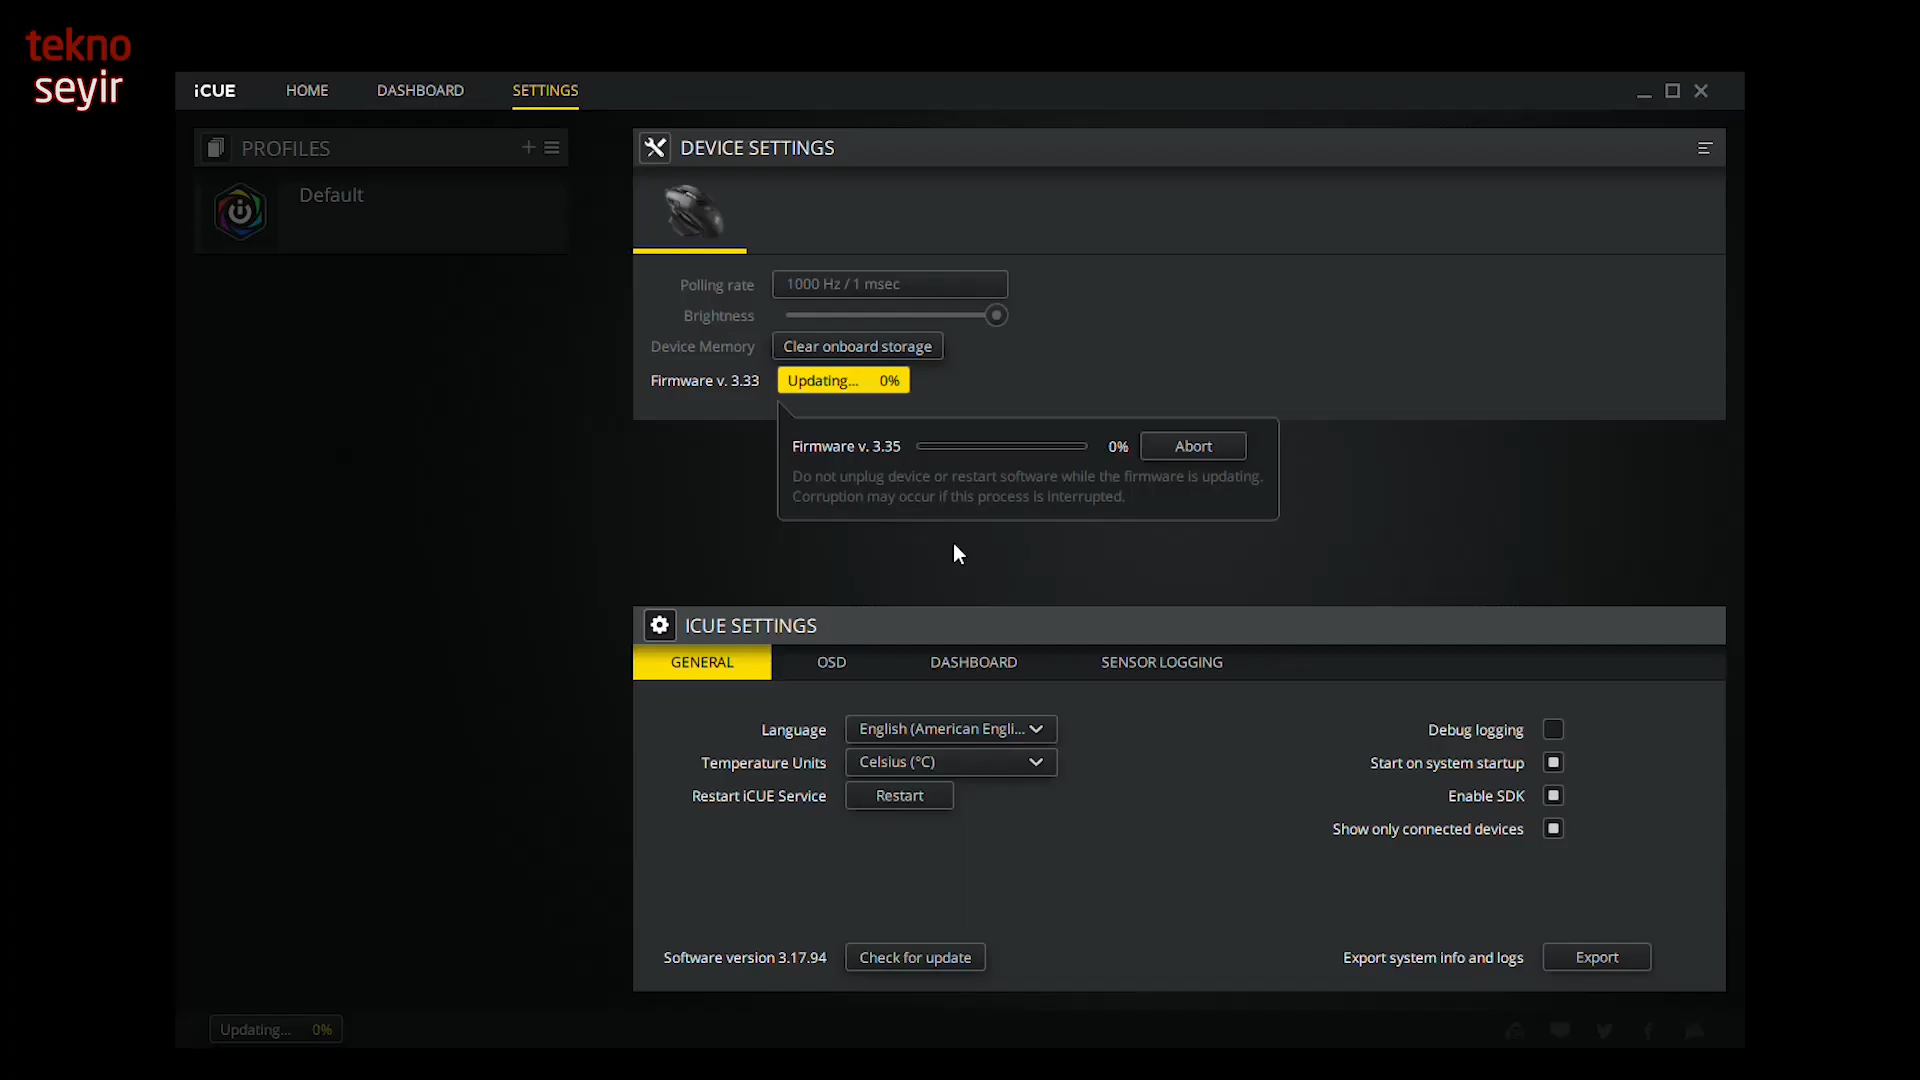 tekno
seyir
iCUE HOME DASHBOARD SETTINGS
PROFILES
Default
DEVICE SETTINGS
Polling rate 1000 Hz / 1 msec
Brightness
Device Memory Clear onboard storage
Firmware v. 3.33 Updating... 0%
Firmware v. 3.35 0% Abort
Do not unplug device or restart software while the firmware is updating.
Corruption may occur if this process is interrupted.
ICUE SETTINGS
GENERAL OSD DASHBOARD SENSOR LOGGING
Language English (American Engli... Debug logging
Temperature Units Celsius (°C) Start on system startup
Restart iCUE Service Restart Enable SDK
Show only connected devices
Software version 3.17.94 Check for update Export system info and logs Export
Updating... 0%